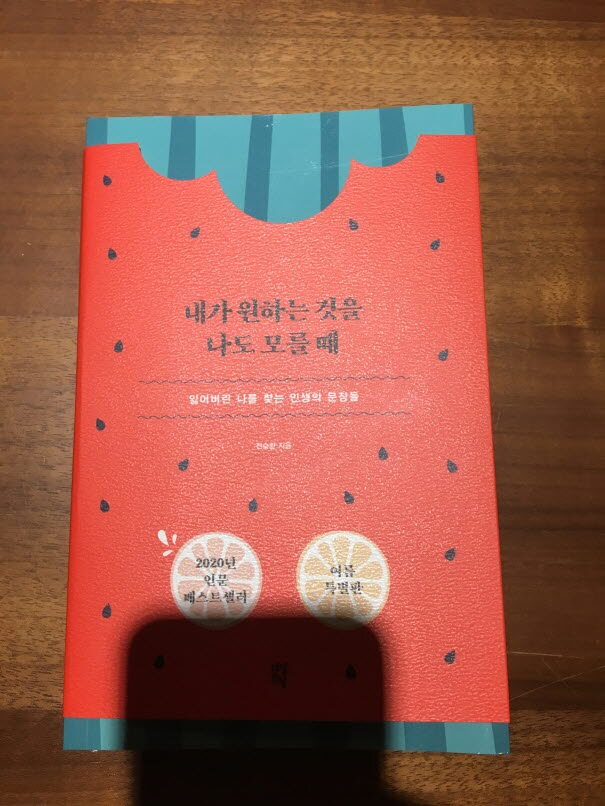 내가 원하는 것을
나도 모를 때
잃어버린 나를 찾는 인생의 문장들
전승환 지음
2020년
인문
베스트셀러
여름
특별판